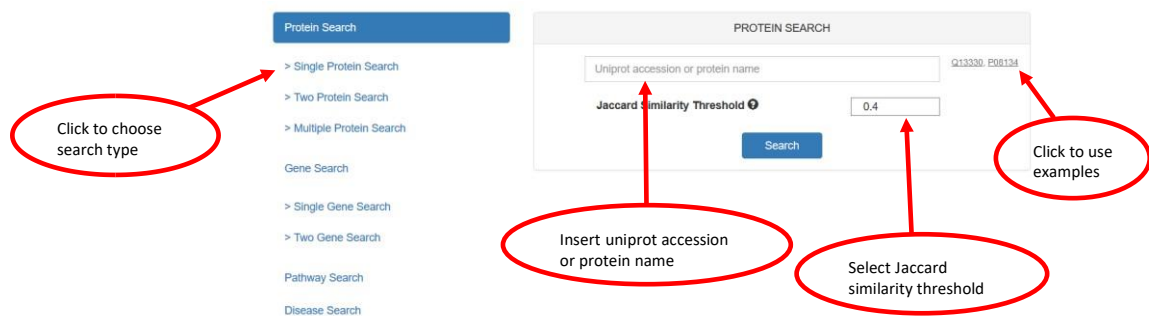 Protein Search
> Single Protein Search
> Two Protein Search
> Multiple Protein Search
Gene Search
> Single Gene Search
> Two Gene Search
Pathway Search
Disease Search
PROTEIN SEARCH
Uniprot accession or protein name
Q13330, P08134
Jaccard Similarity Threshold ?
0.4
Search
Click to choose
search type
Insert uniprot accession
or protein name
Select Jaccard
similarity threshold
Click to use
examples